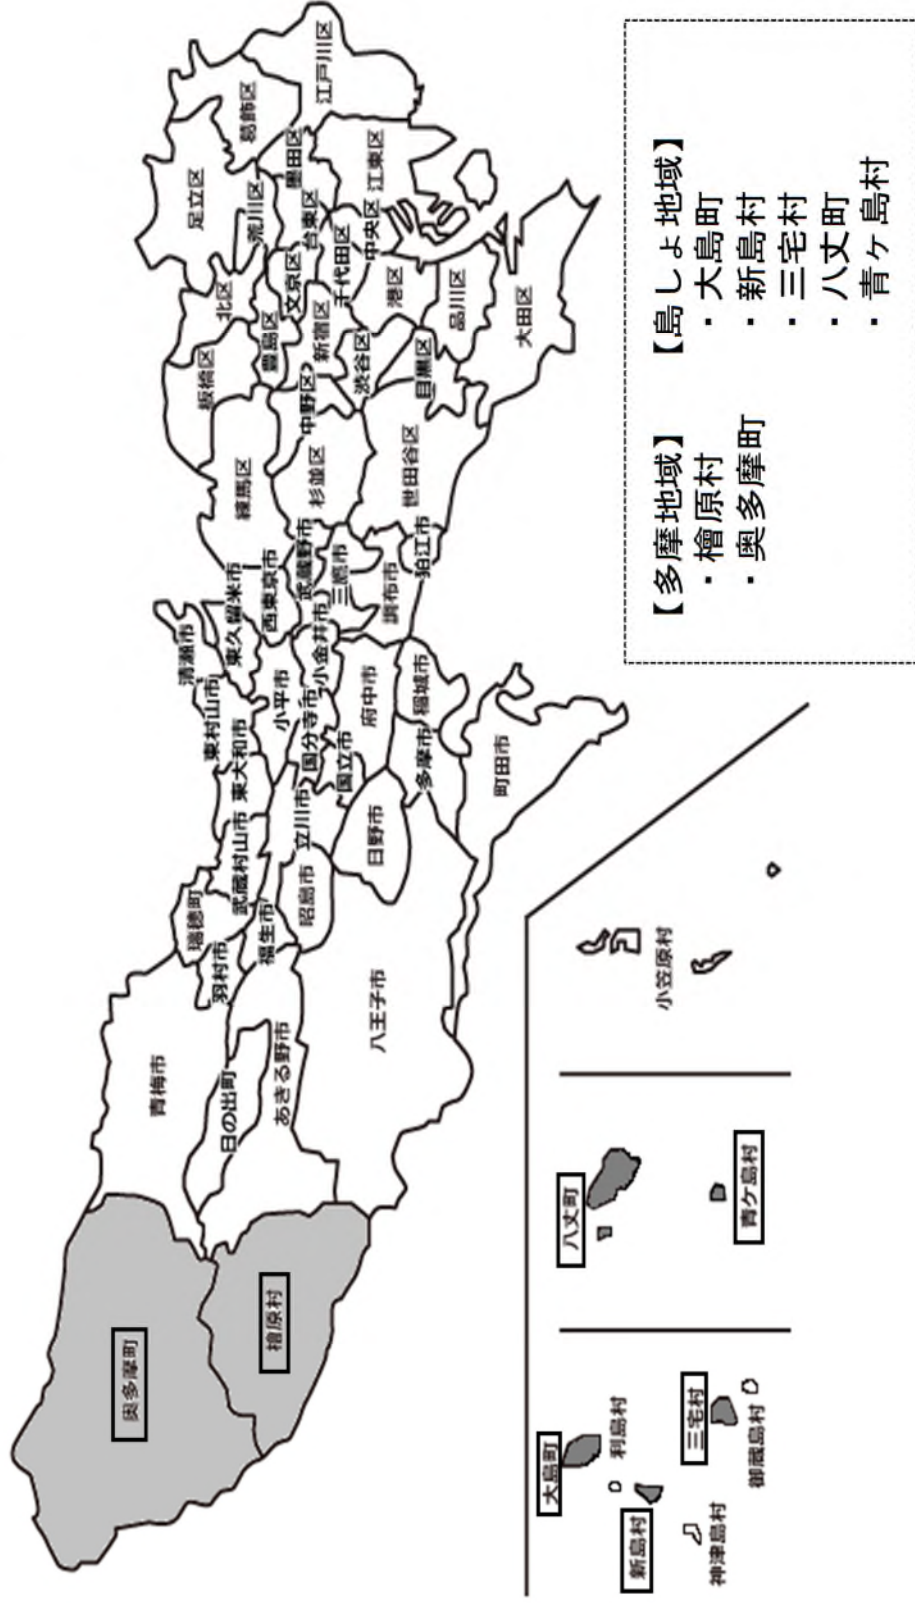 奥多摩町
檜原村
青梅市
日の出町
あきる野市
八王子市
羽村市
瑞穂町
福生市
武蔵村山市
昭島市
立川市
日野市
東大和市
東村山市
清瀬市
東久留米市
小平市
国分寺市
国立市
小金井市
府中市
多摩市
稲城市
町田市
西東京市
武蔵野市
三鷹市
調布市
狛江市
練馬区
板橋区
北区
足立区
葛飾区
江戸川区
荒川区
墨田区
豊島区
文京区
台東区
江東区
中野区
新宿区
千代田区
中央区
杉並区
渋谷区
港区
世田谷区
目黒区
品川区
大田区
大島町
利島村
新島村
神津島村
三宅村
御蔵島村
八丈町
青ヶ島村
小笠原村
【多摩地域】
・檜原村
・奥多摩町
【島しょ地域】
・大島町
・新島村
・三宅村
・八丈町
・青ヶ島村